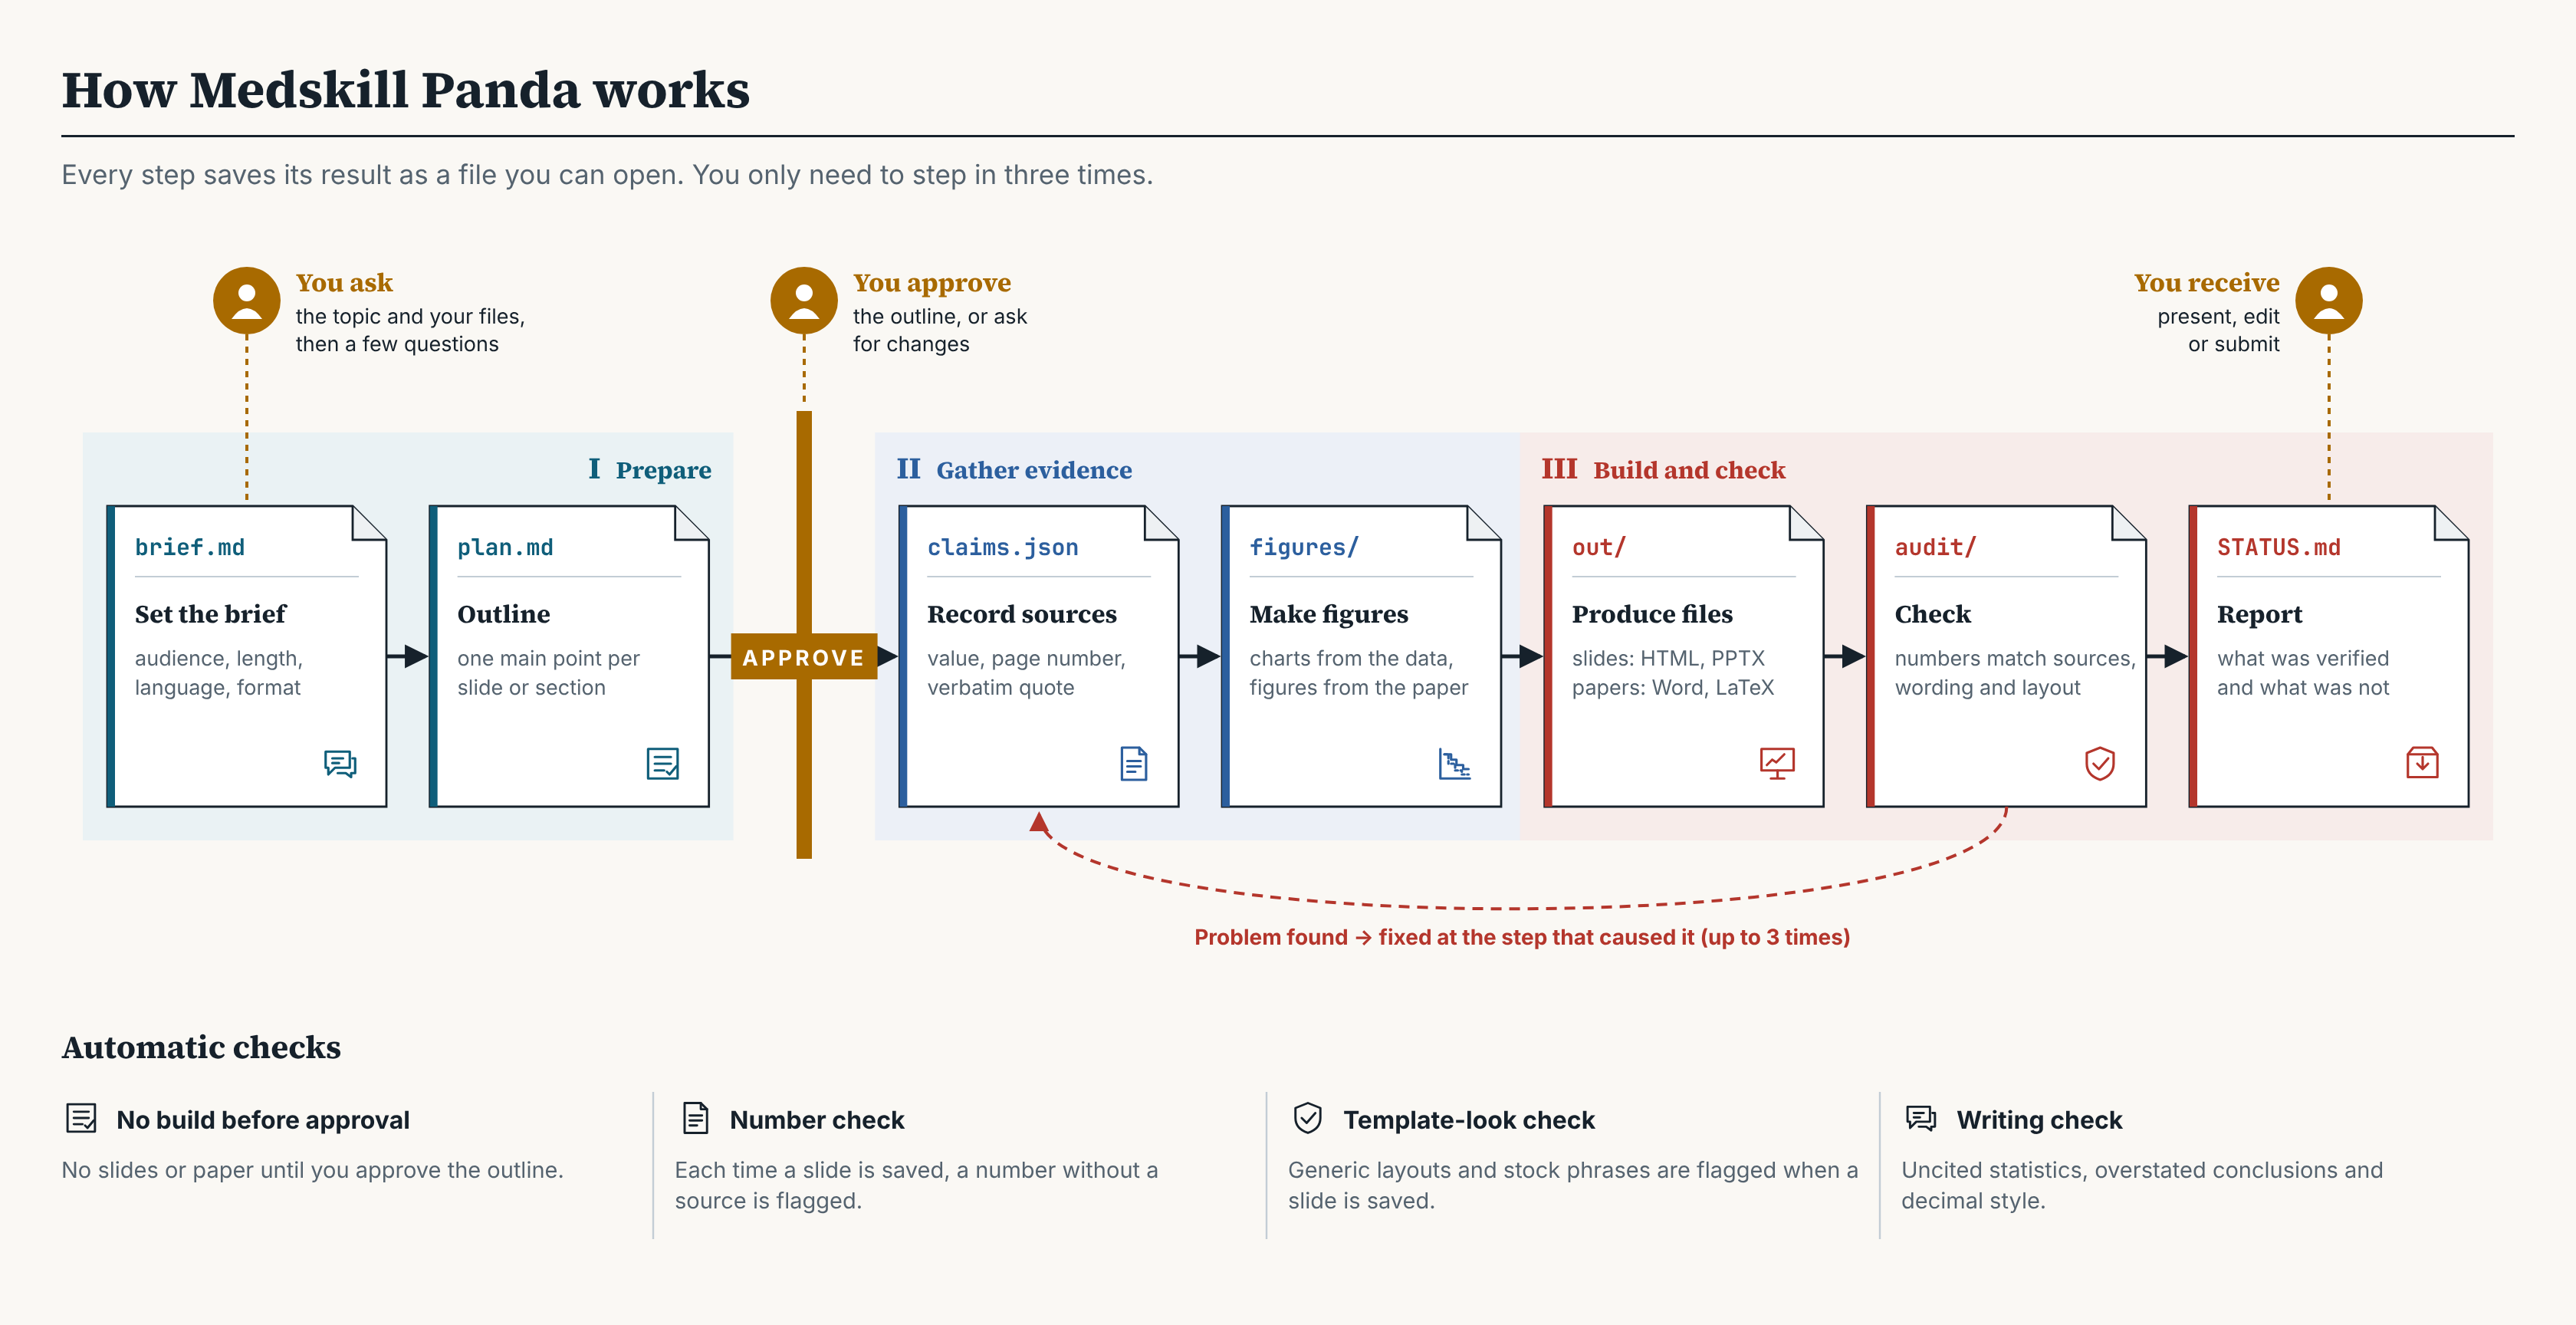 How Medskill Panda works
Every step saves its result as a file you can open. You only need to step in three times.
You ask
the topic and your files,
then a few questions
You approve
the outline, or ask
for changes
You receive
present, edit
or submit
I Prepare
brief.md
Set the brief
audience, length,
language, format
plan.md
Outline
one main point per
slide or section
APPROVE
II Gather evidence
claims.json
Record sources
value, page number,
verbatim quote
figures/
Make figures
charts from the data,
figures from the paper
III Build and check
out/
Produce files
slides: HTML, PPTX
papers: Word, LaTeX
audit/
Check
numbers match sources,
wording and layout
STATUS.md
Report
what was verified
and what was not
Problem found → fixed at the step that caused it (up to 3 times)
Automatic checks
No build before approval
No slides or paper until you approve the outline.
Number check
Each time a slide is saved, a number without a
source is flagged.
Template-look check
Generic layouts and stock phrases are flagged when a
slide is saved.
Writing check
Uncited statistics, overstated conclusions and
decimal style.